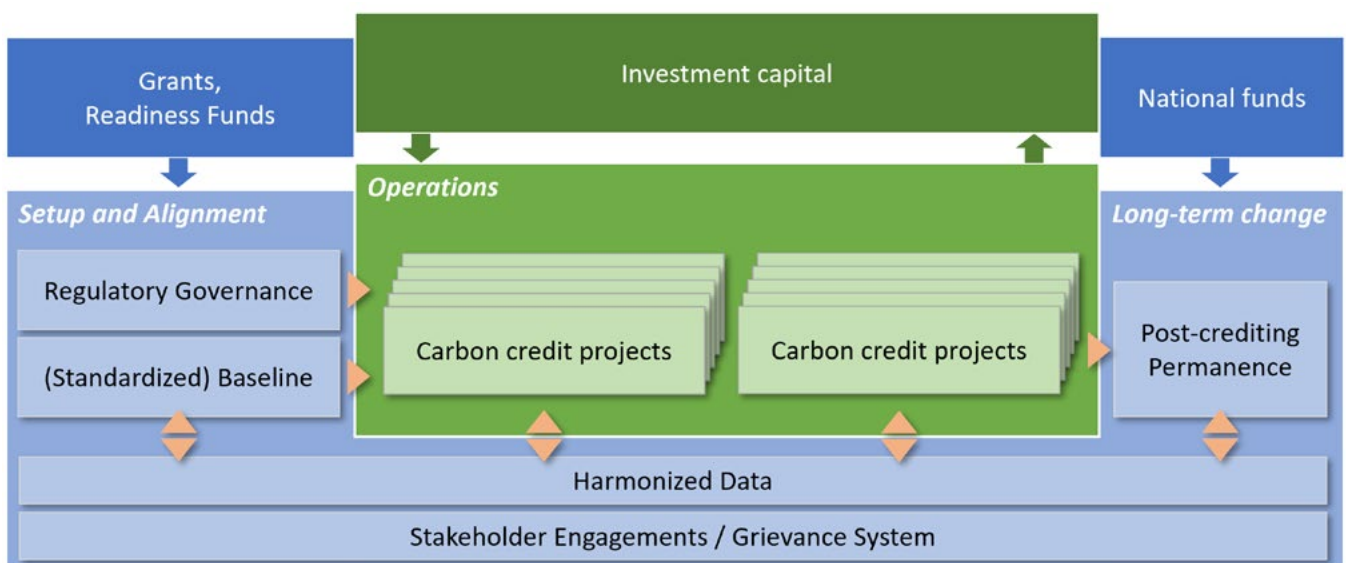 Grants,
Readiness Funds
Investment capital
National funds
Setup and Alignment
Operations
Long-term change
Regulatory Governance
(Standardized) Baseline
Carbon credit projects
Carbon credit projects
Post-crediting
Permanence
Harmonized Data
Stakeholder Engagements / Grievance System